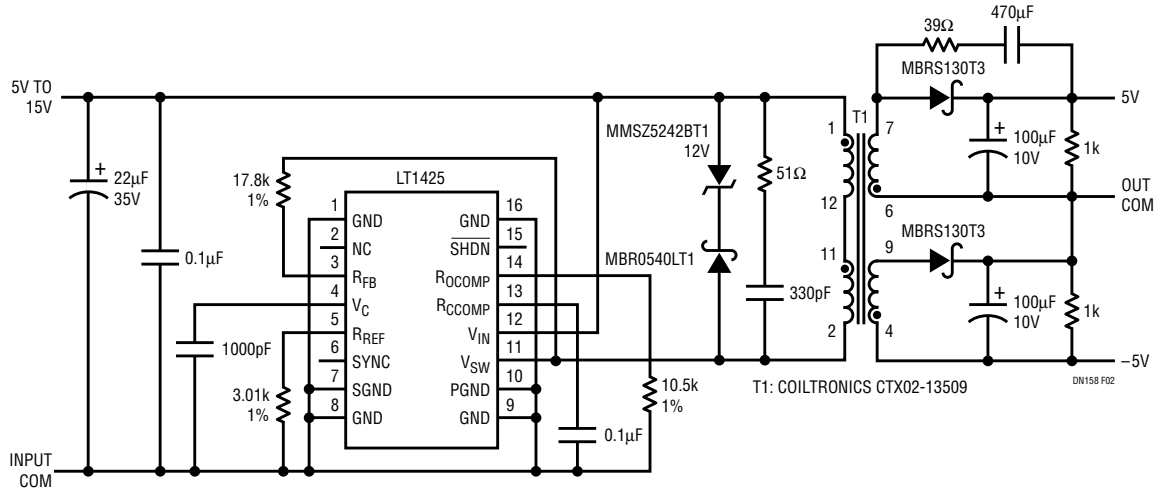 39Ω
470µF
MBRS130T3
5V TO
15V
5V
T1
1
7
MMSZ5242BT1
12V
+
100µF
10V
1k
51Ω
+
22µF
35V
17.8k
1%
LT1425
12
6
OUT
COM
1
GND
GND
16
2
NC
SHDN
15
MBRS130T3
11
9
0.1µF
3
RFB
ROCOMP
14
MBR0540LT1
4
VC
RCCOMP
13
330pF
+
100µF
10V
1k
5
RREF
VIN
12
2
4
1000pF
6
SYNC
VSW
11
–5V
7
SGND
PGND
10
10.5k
1%
T1: COILTRONICS CTX02-13509
DN158 F02
3.01k
1%
8
GND
GND
9
0.1µF
INPUT
COM